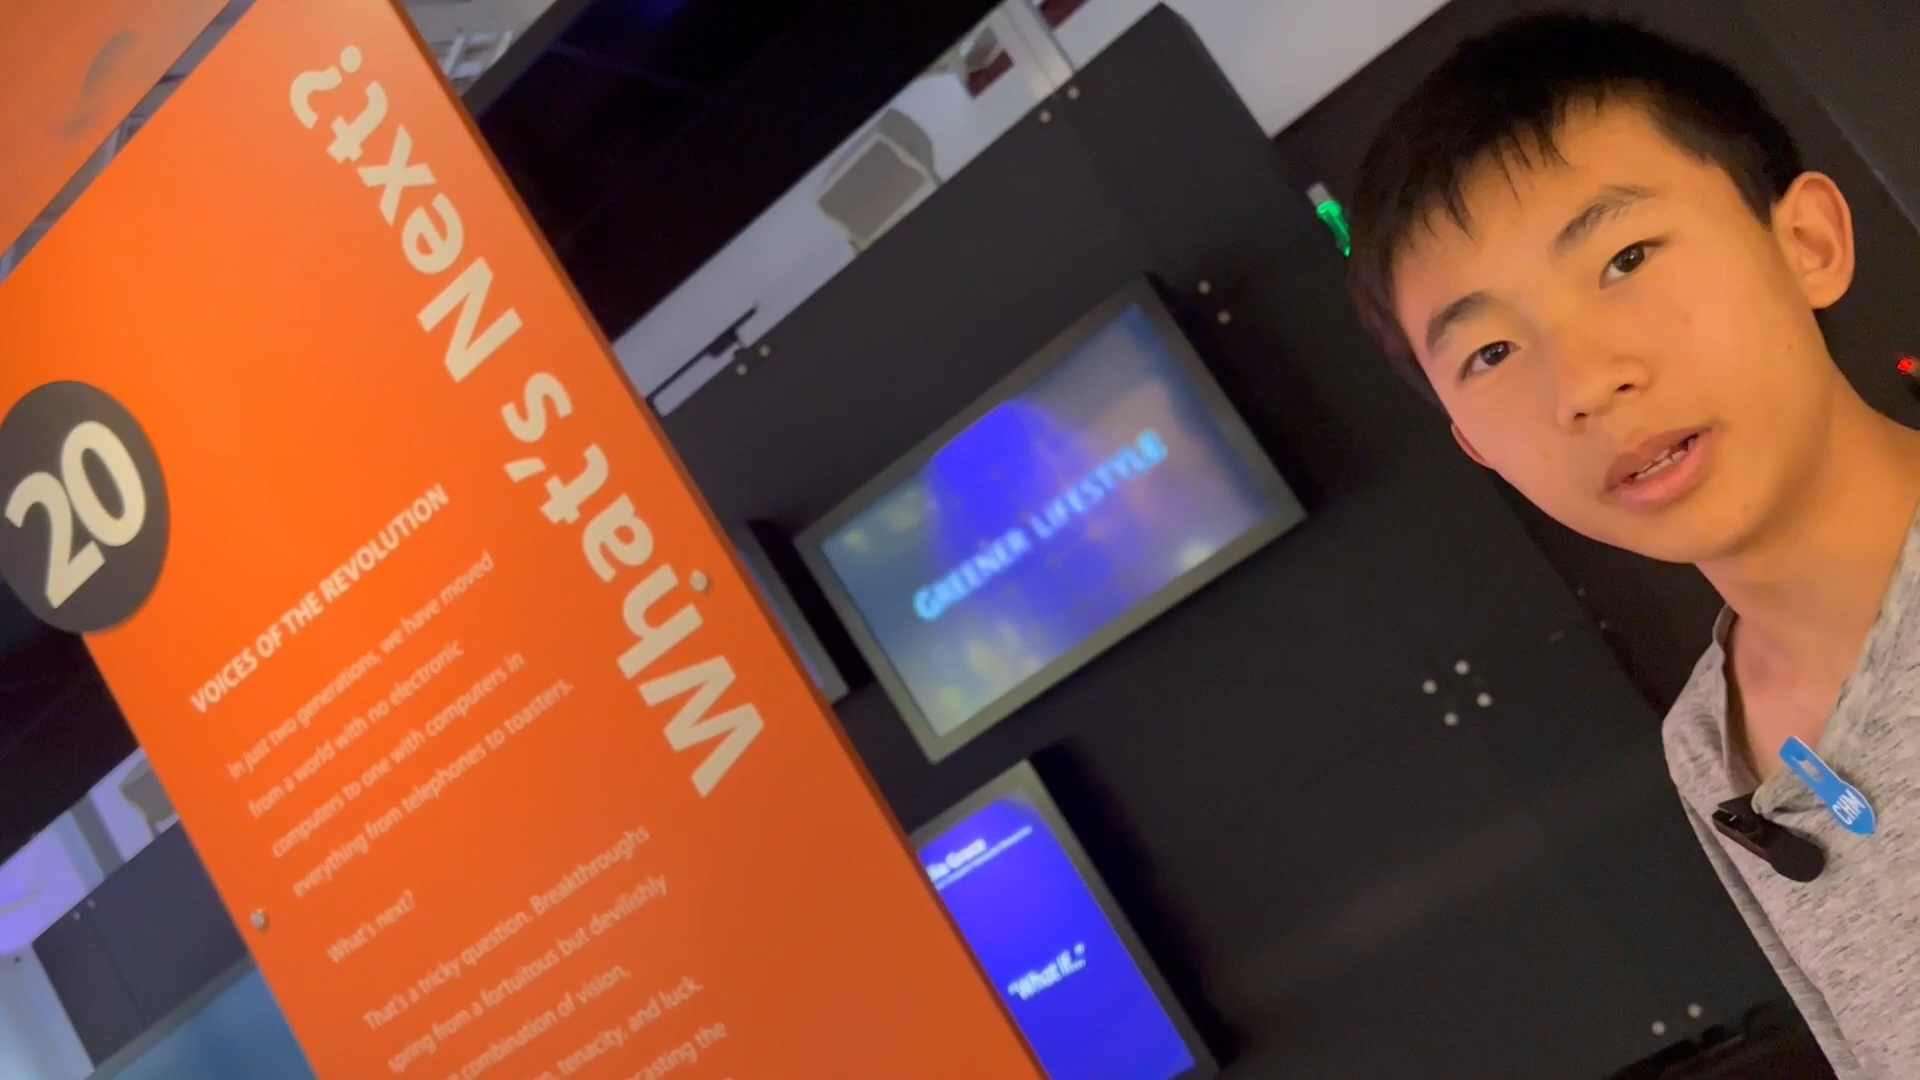 What's Next?
20
VOICES OF THE REVOLUTION
In just two generations, we have moved
from a world with no electronic
computers to one with computers in
everything from telephones to toasters.
What's next?
That's a tricky question. Breakthroughs
spring from a fortuitous but devilishly
combination of vision,
tenacity, and luck.
the
GREENER LIFESTYLE
"What if..."
CHM